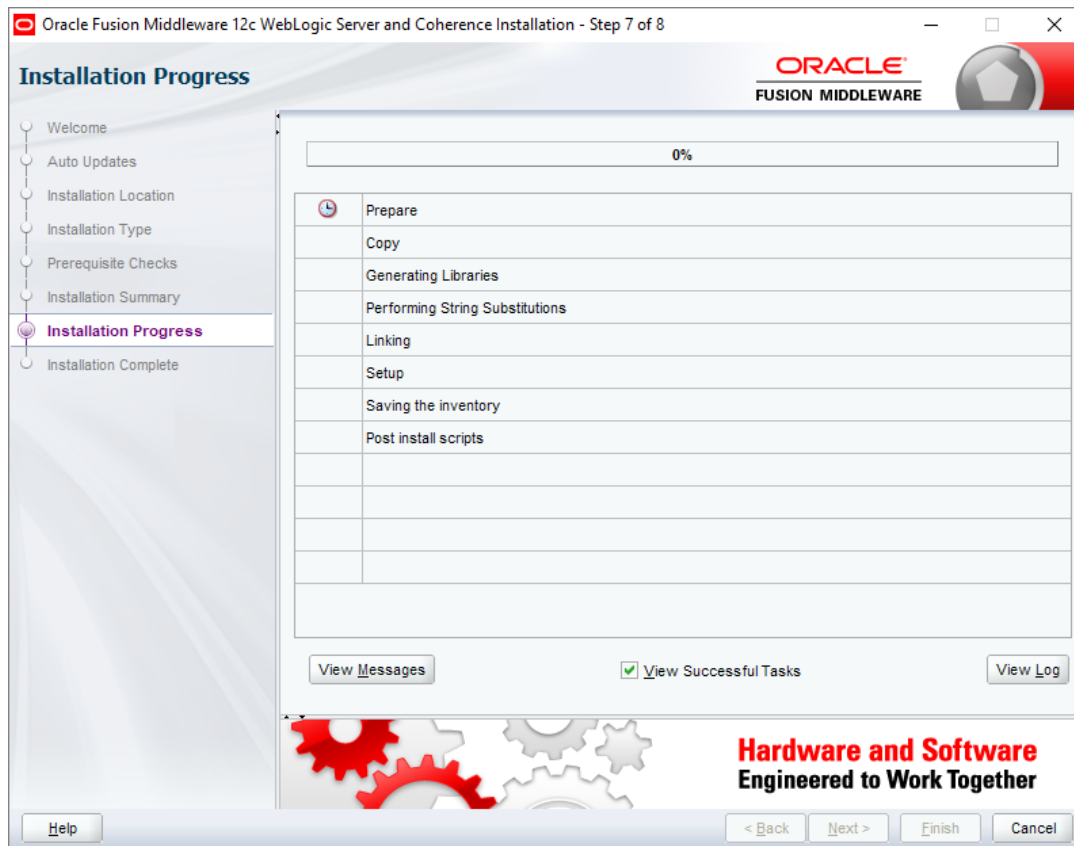 Oracle Fusion Middleware 12c WebLogic Server and Coherence Installation - Step 7 of 8
Installation Progress
ORACLE
FUSION MIDDLEWARE
Welcome
Auto Updates
Installation Location
Installation Type
Prerequisite Checks
Installation Summary
Installation Progress
Installation Complete
0%
Prepare
Copy
Generating Libraries
Performing String Substitutions
Linking
Setup
Saving the inventory
Post install scripts
View Messages
View Successful Tasks
View Log
Hardware and Software
Engineered to Work Together
Help
< Back
Next >
Finish
Cancel